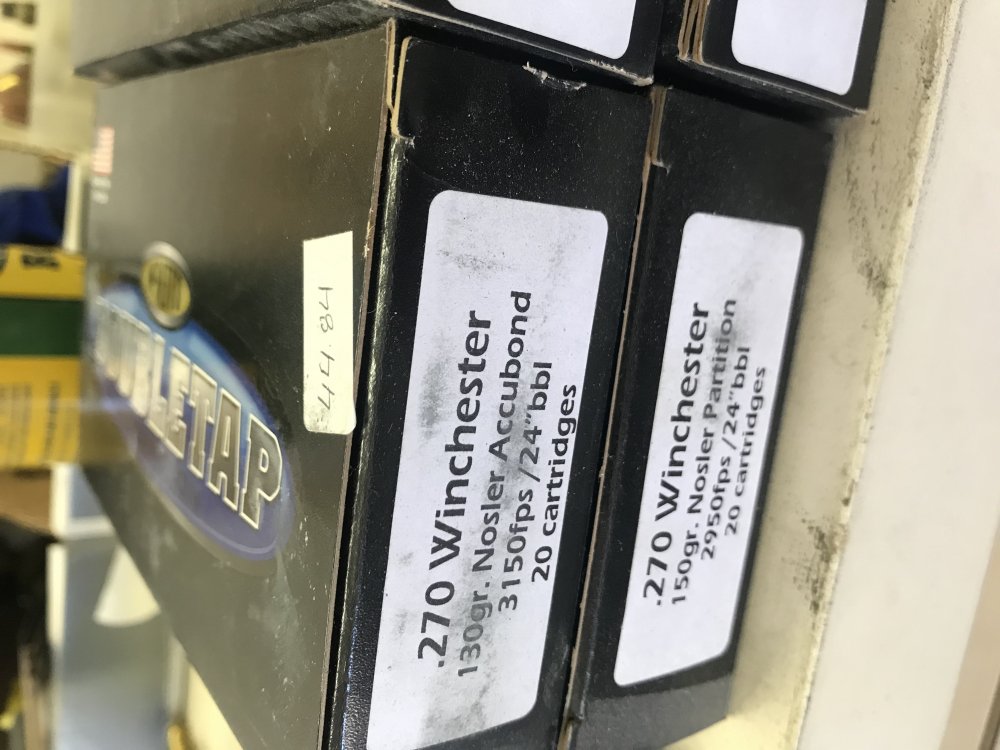 DOUBLETAP
44.84
.270 Winchester
130gr. Nosler Accubond
3150fps /24"bbl
20 cartridges
.270 Winchester
150gr. Nosler Partition
2950fps /24"bbl
20 cartridges